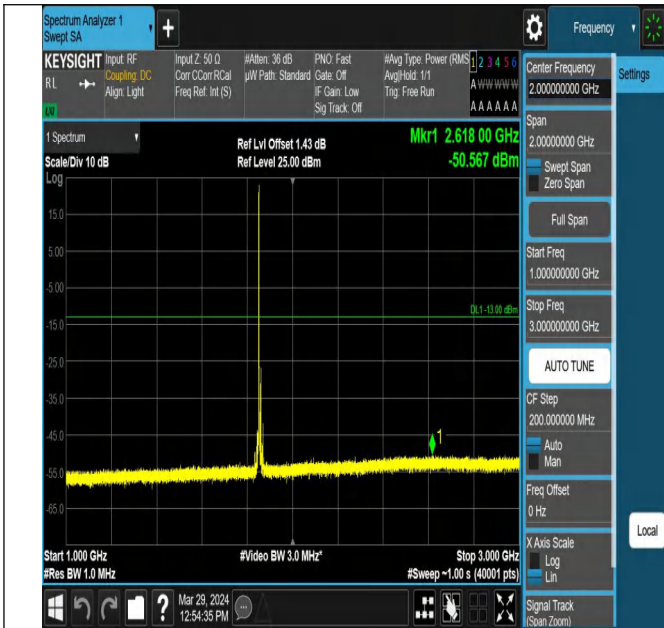 Spectrum Analyzer 1
Swept SA
+
Frequency
KEYSIGHT
RL
LXI
Input: RF
Coupling: DC
Align: Light
Input Z: 50 Ω
Corr CCorr RCal
Freq Ref: Int (S)
#Atten: 36 dB
µW Path: Standard
PNO: Fast
Gate: Off
IF Gain: Low
Sig Track: Off
#Avg Type: Power (RMS
Avg|Hold: 1/1
Trig: Free Run
1 2 3 4 5 6
A W W W W W
A A A A A A
1 Spectrum
Scale/Div 10 dB
Log
Ref Lvl Offset 1.43 dB
Ref Level 25.00 dBm
Mkr1 2.618 00 GHz
-50.567 dBm
15.0
5.00
-5.00
-15.0
-25.0
-35.0
-45.0
-55.0
-65.0
DL1 -13.00 dBm
1
Start 1.000 GHz
#Res BW 1.0 MHz
#Video BW 3.0 MHz*
Stop 3.000 GHz
#Sweep ~1.00 s (40001 pts)
Mar 29, 2024
12:54:35 PM
?
Center Frequency
2.00000000 GHz
Settings
Span
2.00000000 GHz
Swept Span
Zero Span
Full Span
Start Freq
1.000000000 GHz
Stop Freq
3.000000000 GHz
AUTO TUNE
CF Step
200.000000 MHz
Auto
Man
Freq Offset
0 Hz
X Axis Scale
Log
Lin
Local
Signal Track
(Span Zoom)